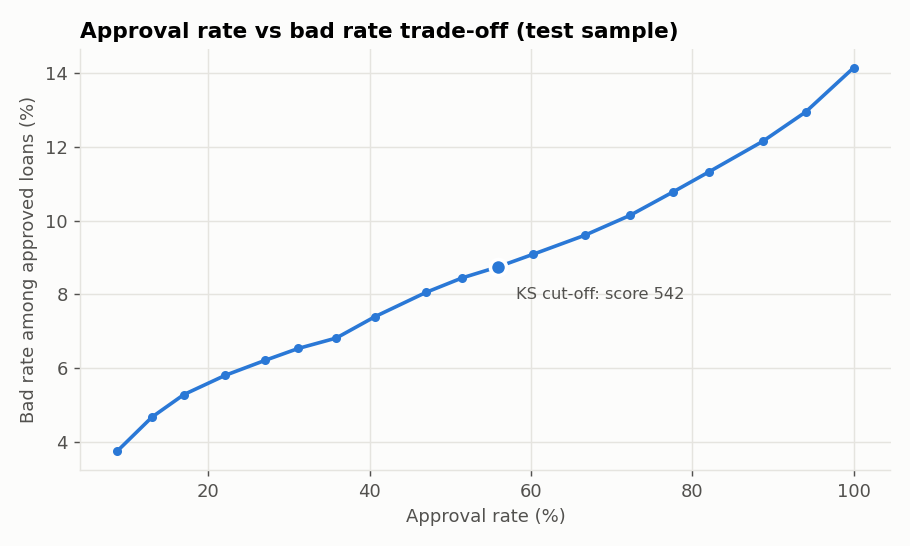 Approval rate vs bad rate trade-off (test sample)
Bad rate among approved loans (%)
14
12
10
8
6
4
KS cut-off: score 542
20 40 60 80 100
Approval rate (%)